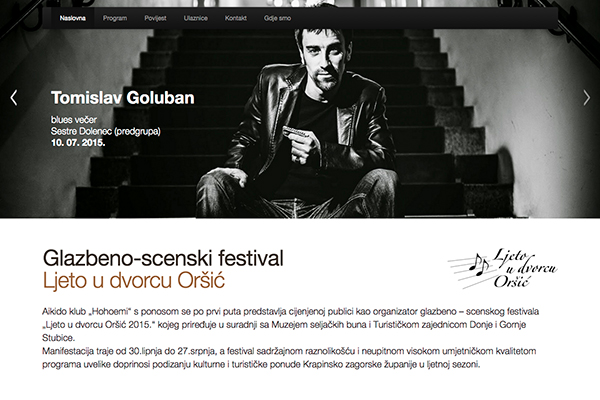 Naslovna Program Povijest Ulaznice Kontakt Gdje smo
Tomislav Goluban
blues večer
Sestre Dolenec (predgrupa)
10. 07. 2015.
Glazbeno-scenski festival
Ljeto u dvorcu Oršić
Ljeto
u dvorcu
Oršić
Aikido klub „Hohoemi“ s ponosom se po prvi puta predstavlja cijenjenoj publici kao organizator glazbeno – scenskog festivala
„Ljeto u dvorcu Oršić 2015.“ kojeg priređuje u suradnji sa Muzejem seljačkih buna i Turističkom zajednicom Donje i Gornje
Stubice.
Manifestacija traje od 30.lipnja do 27.srpnja, a festival sadržajnom raznolikošću i neupitnom visokom umjetničkom kvalitetom
programa uvelike doprinosi podizanju kulturne i turističke ponude Krapinsko zagorske županije u ljetnoj sezoni.